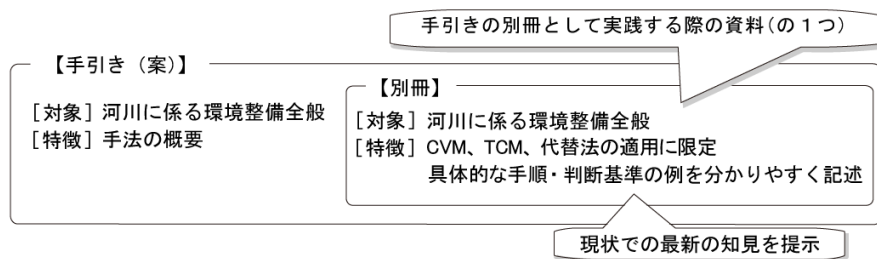 手引きの別冊として実践する際の資料(の１つ)
【手引き（案）】
［対象］河川に係る環境整備全般
［特徴］手法の概要
【別冊】
［対象］河川に係る環境整備全般
［特徴］CVM、TCM、代替法の適用に限定
具体的な手順・判断基準の例を分かりやすく記述
現状での最新の知見を提示